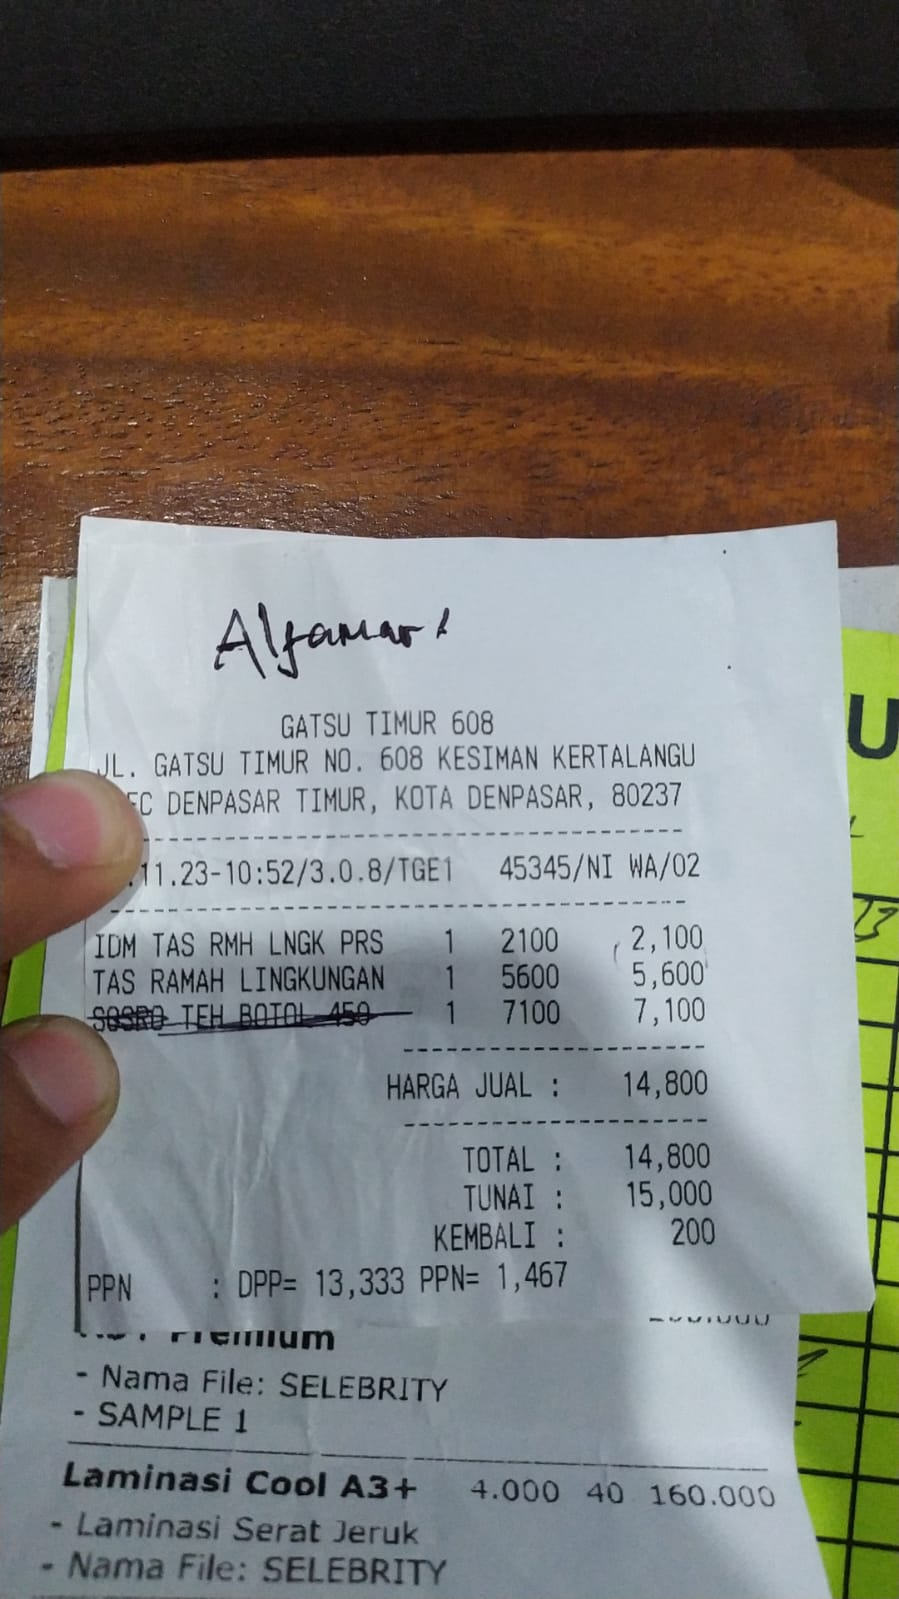 Alfamart
GATSU TIMUR 608
JL. GATSU TIMUR NO. 608 KESIMAN KERTALANGU
DENPASAR TIMUR, KOTA DENPASAR, 80237
.11.23-10:52/3.0.8/TGE1 45345/NI WA/02
IDM TAS RMH LNGK PRS 1 2100 2,100
TAS RAMAH LINGKUNGAN 1 5600 5,600
SOSRO TEH BOTOL 450 1 7100 7,100
HARGA JUAL : 14,800
TOTAL : 14,800
TUNAI : 15,000
KEMBALI : 200
PPN : DPP= 13,333 PPN= 1,467
Premium
- Nama File: SELEBRITY
- SAMPLE 1
Laminasi Cool A3+ 4.000 40 160.000
- Laminasi Serat Jeruk
- Nama File: SELEBRITY
U